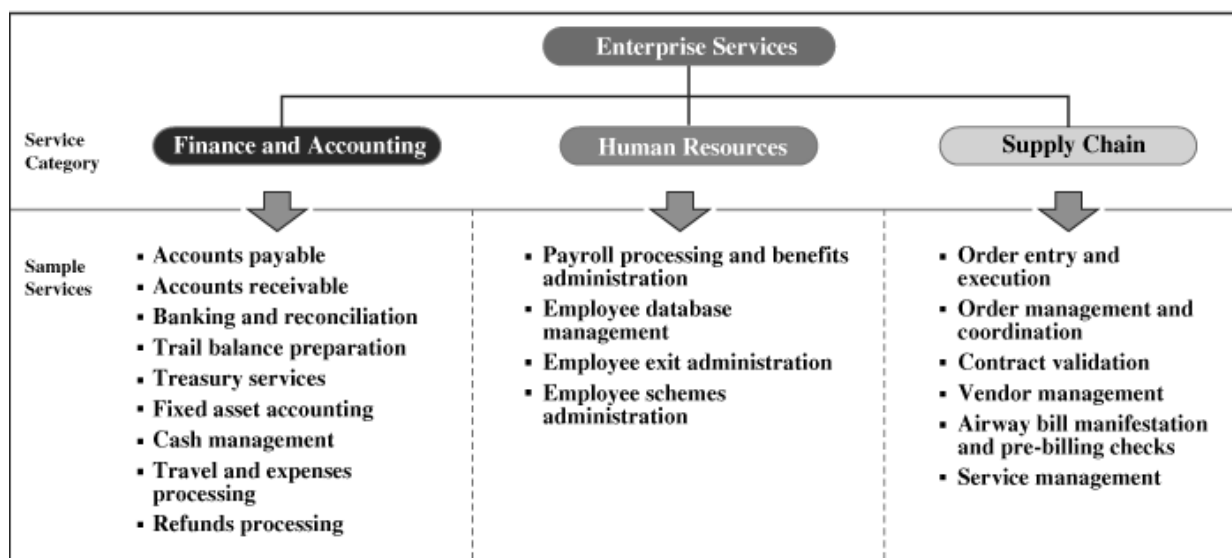 Enterprise Services
Service
Category
Finance and Accounting
Human Resources
Supply Chain
Sample
Services
▪ Accounts payable
▪ Accounts receivable
▪ Banking and reconciliation
▪ Trail balance preparation
▪ Treasury services
▪ Fixed asset accounting
▪ Cash management
▪ Travel and expenses
processing
▪ Refunds processing
▪ Payroll processing and benefits
administration
▪ Employee database
management
▪ Employee exit administration
▪ Employee schemes
administration
▪ Order entry and
execution
▪ Order management and
coordination
▪ Contract validation
▪ Vendor management
▪ Airway bill manifestation
and pre-billing checks
▪ Service management